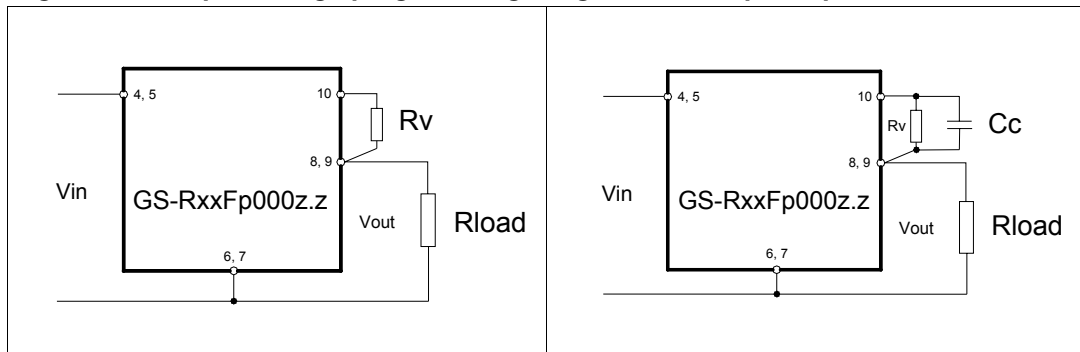 4, 5
10
Rv
8, 9
Vin
GS-RxxFp000z.z
Vout
Rload
6, 7
4, 5
10
Rv
Cc
8, 9
Vin
GS-RxxFp000z.z
Vout
Rload
6, 7